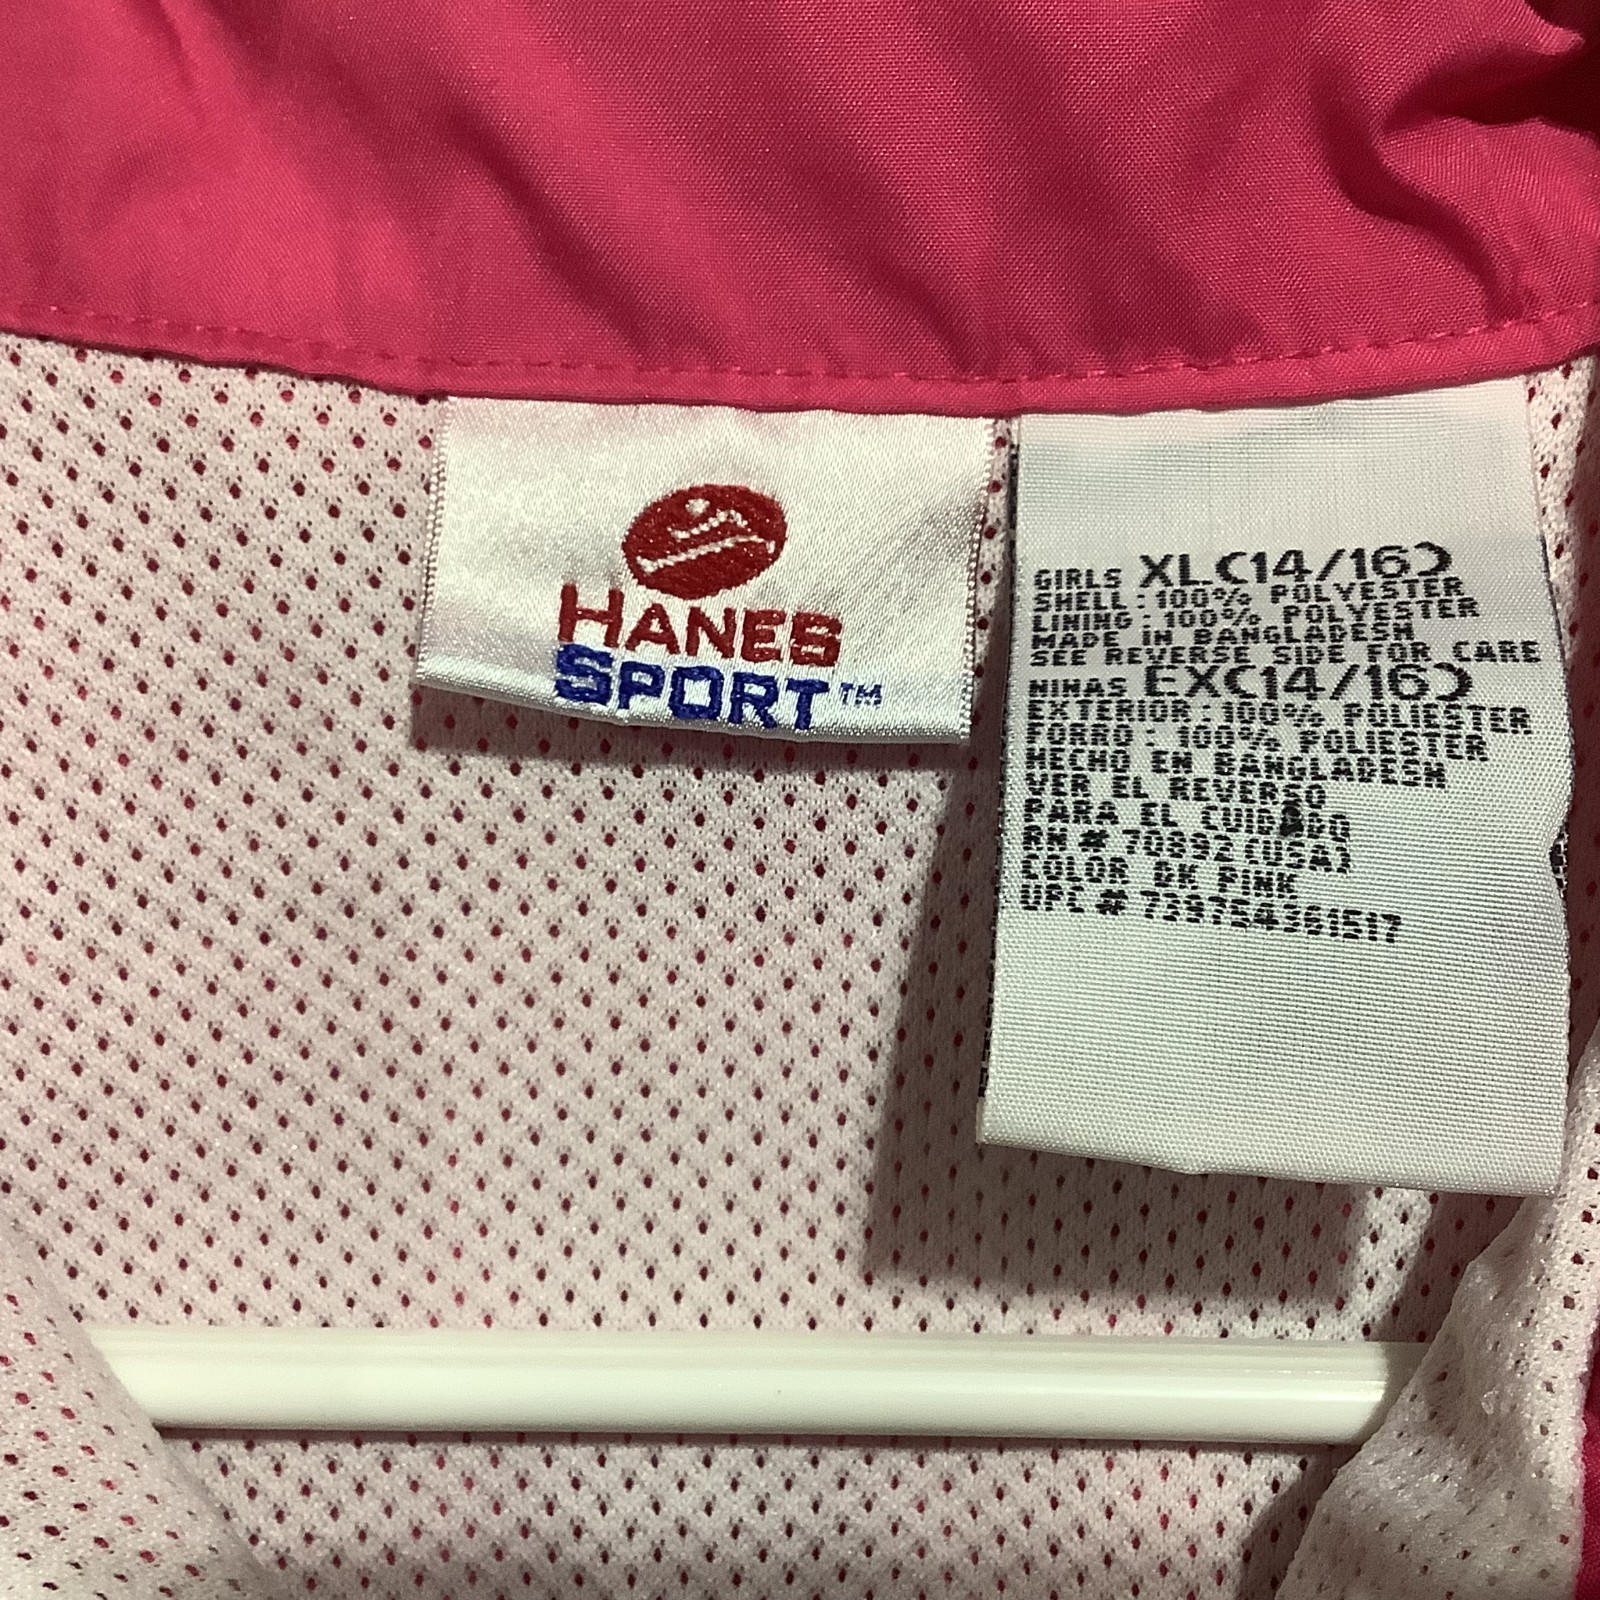 HANES
SPORT™
GIRLS XL(14/16)
SHELL: 100% POLYESTER
LINING: 100% POLYESTER
MADE IN BANGLADESH
SEE REVERSE SIDE FOR CARE
NINAS EX(14/16)
EXTERIOR: 100% POLIESTER
FORRO: 100% POLIESTER
HECHO EN BANGLADESH
VER EL REVERSO
PARA EL CUIDADO
RN # 70892 (USA)
COLOR DK PINK
UPC # 739754361517